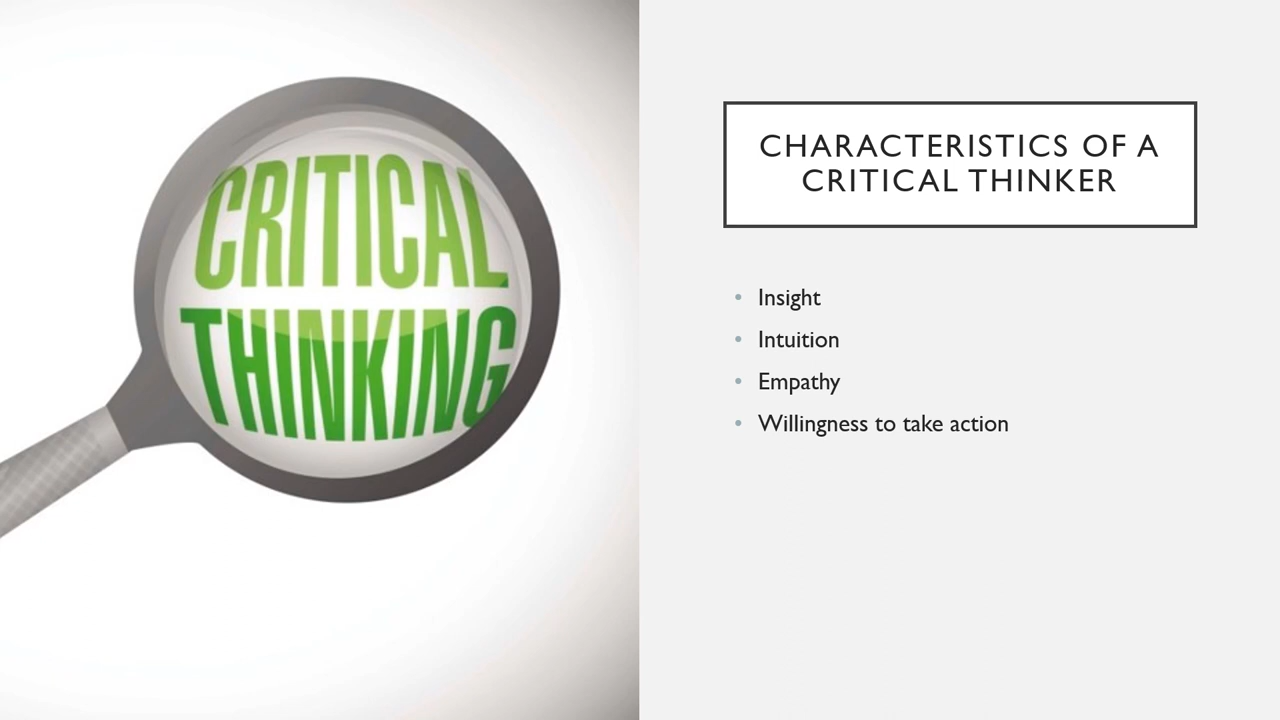 CRITICAL
THINKING
CHARACTERISTICS OF A
CRITICAL THINKER
• Insight
• Intuition
• Empathy
• Willingness to take action